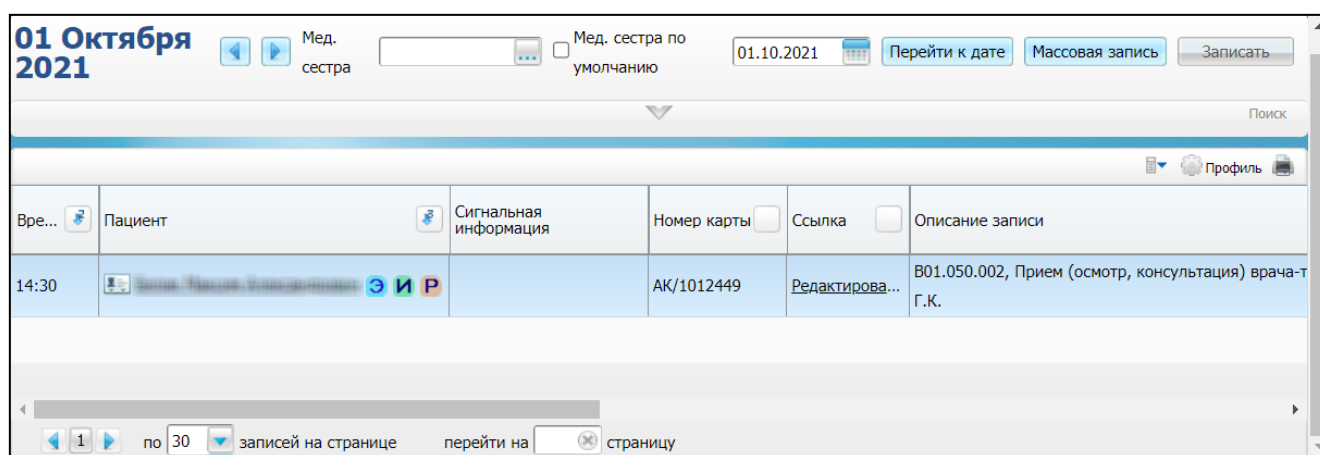 01 Октября
2021
Мед.
сестра
...
Мед. сестра по
умолчанию
01.10.2021
Перейти к дате
Массовая запись
Записать
Поиск
Профиль
Вре...
Пациент
Сигнальная
информация
Номер карты
Ссылка
Описание записи
14:30
Э И Р
АК/1012449
Редактирова...
В01.050.002, Прием (осмотр, консультация) врача-т
Г.К.
1
по 30 записей на странице
перейти на
страницу